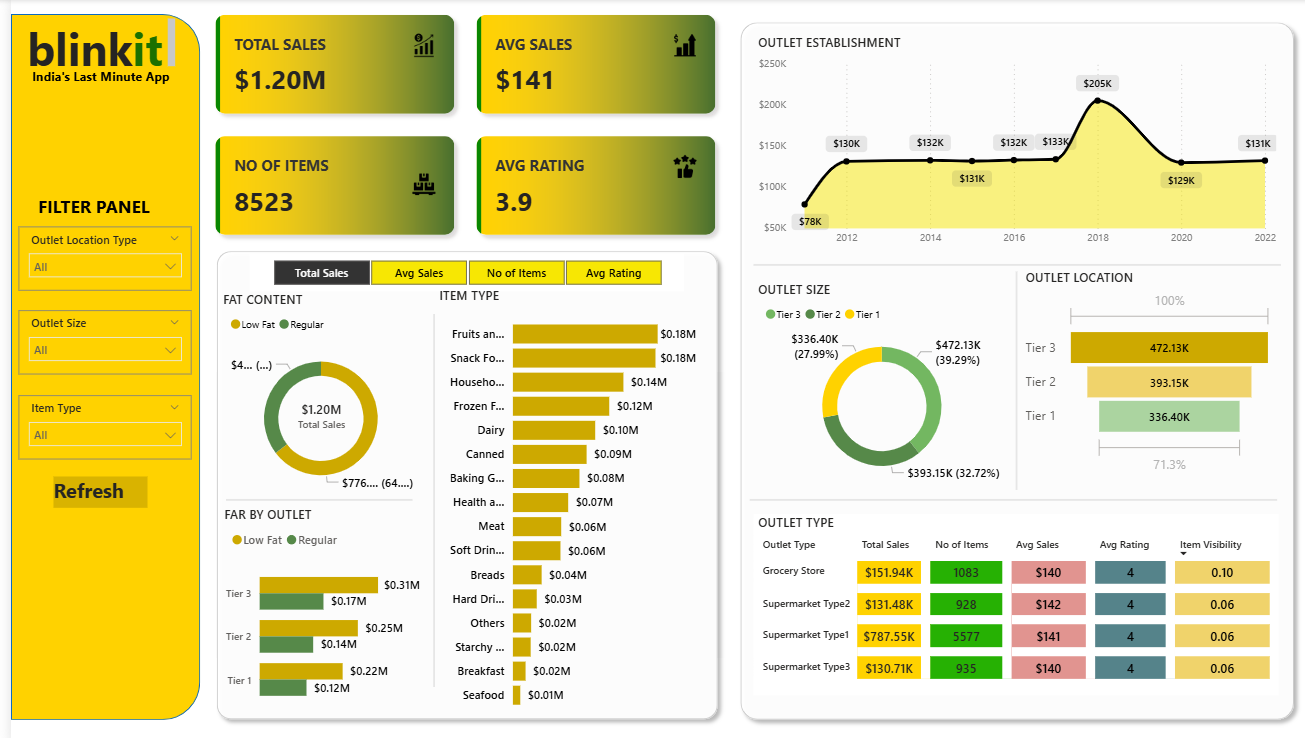 blinkit
India's Last Minute App
FILTER PANEL
Outlet Location Type
All
Outlet Size
All
Item Type
All
Refresh
TOTAL SALES
$1.20M
AVG SALES
$141
NO OF ITEMS
8523
AVG RATING
3.9
Total Sales
Avg Sales
No of Items
Avg Rating
FAT CONTENT
Low Fat Regular
$4... (...)
$1.20M
Total Sales
$776.... (64....)
FAR BY OUTLET
Low Fat Regular
Tier 3
$0.31M
$0.17M
Tier 2
$0.25M
$0.14M
Tier 1
$0.22M
$0.12M
ITEM TYPE
Fruits an... $0.18M
Snack Fo... $0.18M
Househo... $0.14M
Frozen F... $0.12M
Dairy $0.10M
Canned $0.09M
Baking G... $0.08M
Health a... $0.07M
Meat $0.06M
Soft Drin... $0.06M
Breads $0.04M
Hard Dri... $0.03M
Others $0.02M
Starchy ... $0.02M
Breakfast $0.02M
Seafood $0.01M
OUTLET ESTABLISHMENT
$250K
$200K
$150K
$100K
$50K
$78K
$130K
$132K
$131K
$132K
$133K
$205K
$129K
$131K
2012 2014 2016 2018 2020 2022
OUTLET SIZE
Tier 3 Tier 2 Tier 1
$336.40K
(27.99%)
$472.13K
(39.29%)
$393.15K (32.72%)
OUTLET LOCATION
100%
Tier 3 472.13K
Tier 2 393.15K
Tier 1 336.40K
71.3%
OUTLET TYPE
Outlet Type Total Sales No of Items Avg Sales Avg Rating Item Visibility
Grocery Store $151.94K 1083 $140 4 0.10
Supermarket Type2 $131.48K 928 $142 4 0.06
Supermarket Type1 $787.55K 5577 $141 4 0.06
Supermarket Type3 $130.71K 935 $140 4 0.06